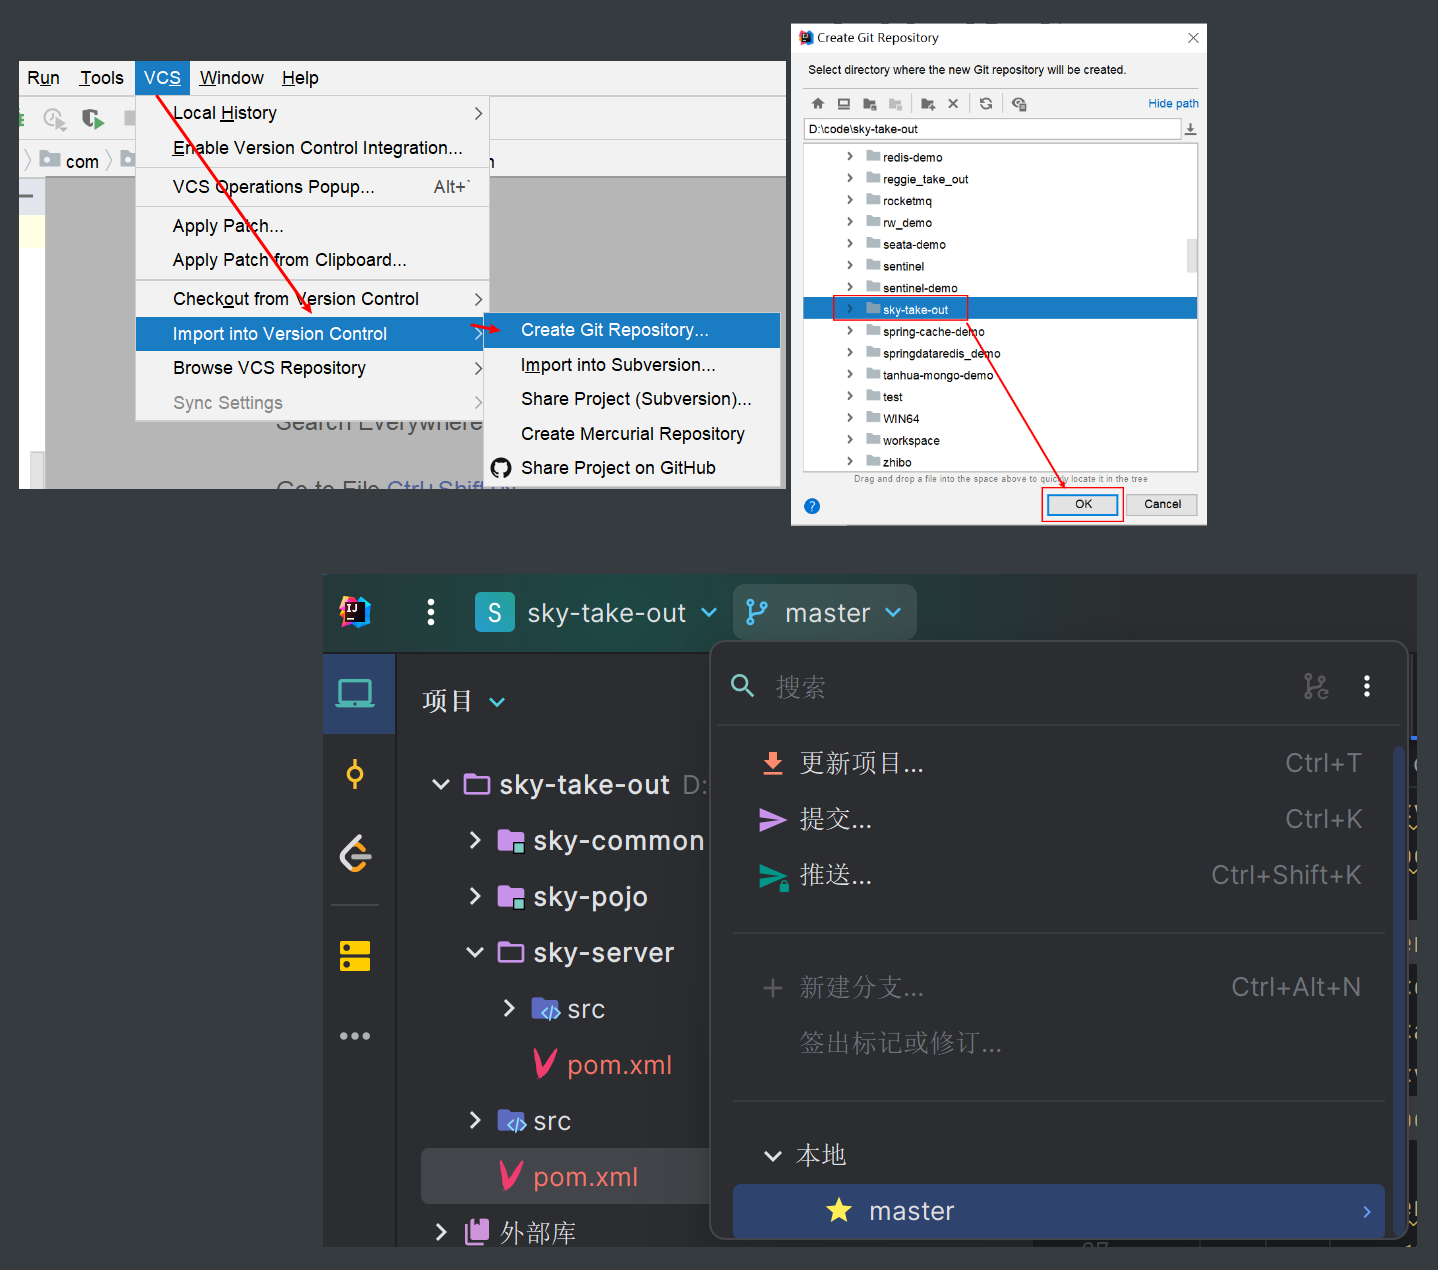 Run Tools VCS Window Help
Local History
com
Enable Version Control Integration...
VCS Operations Popup... Alt+`
Apply Patch...
Apply Patch from Clipboard...
Checkout from Version Control
Import into Version Control
Browse VCS Repository
Sync Settings
Search Everywhere
Go to File Ctrl+Shift+N
Create Git Repository...
Import into Subversion...
Share Project (Subversion)...
Create Mercurial Repository
Share Project on GitHub
Create Git Repository
Select directory where the new Git repository will be created.
Hide path
D:\code\sky-take-out
redis-demo
reggie_take_out
rocketmq
rw_demo
seata-demo
sentinel
sentinel-demo
sky-take-out
spring-cache-demo
springdataredis_demo
tanhua-mongo-demo
test
WIN64
workspace
zhibo
Drag and drop a file into the space above to quickly locate it in the tree
? OK Cancel
IJ S sky-take-out master
项目
sky-take-out D:
sky-common
sky-pojo
sky-server
src
pom.xml
src
pom.xml
外部库
搜索
更新项目... Ctrl+T
提交... Ctrl+K
推送... Ctrl+Shift+K
新建分支... Ctrl+Alt+N
签出标记或修订...
本地
master